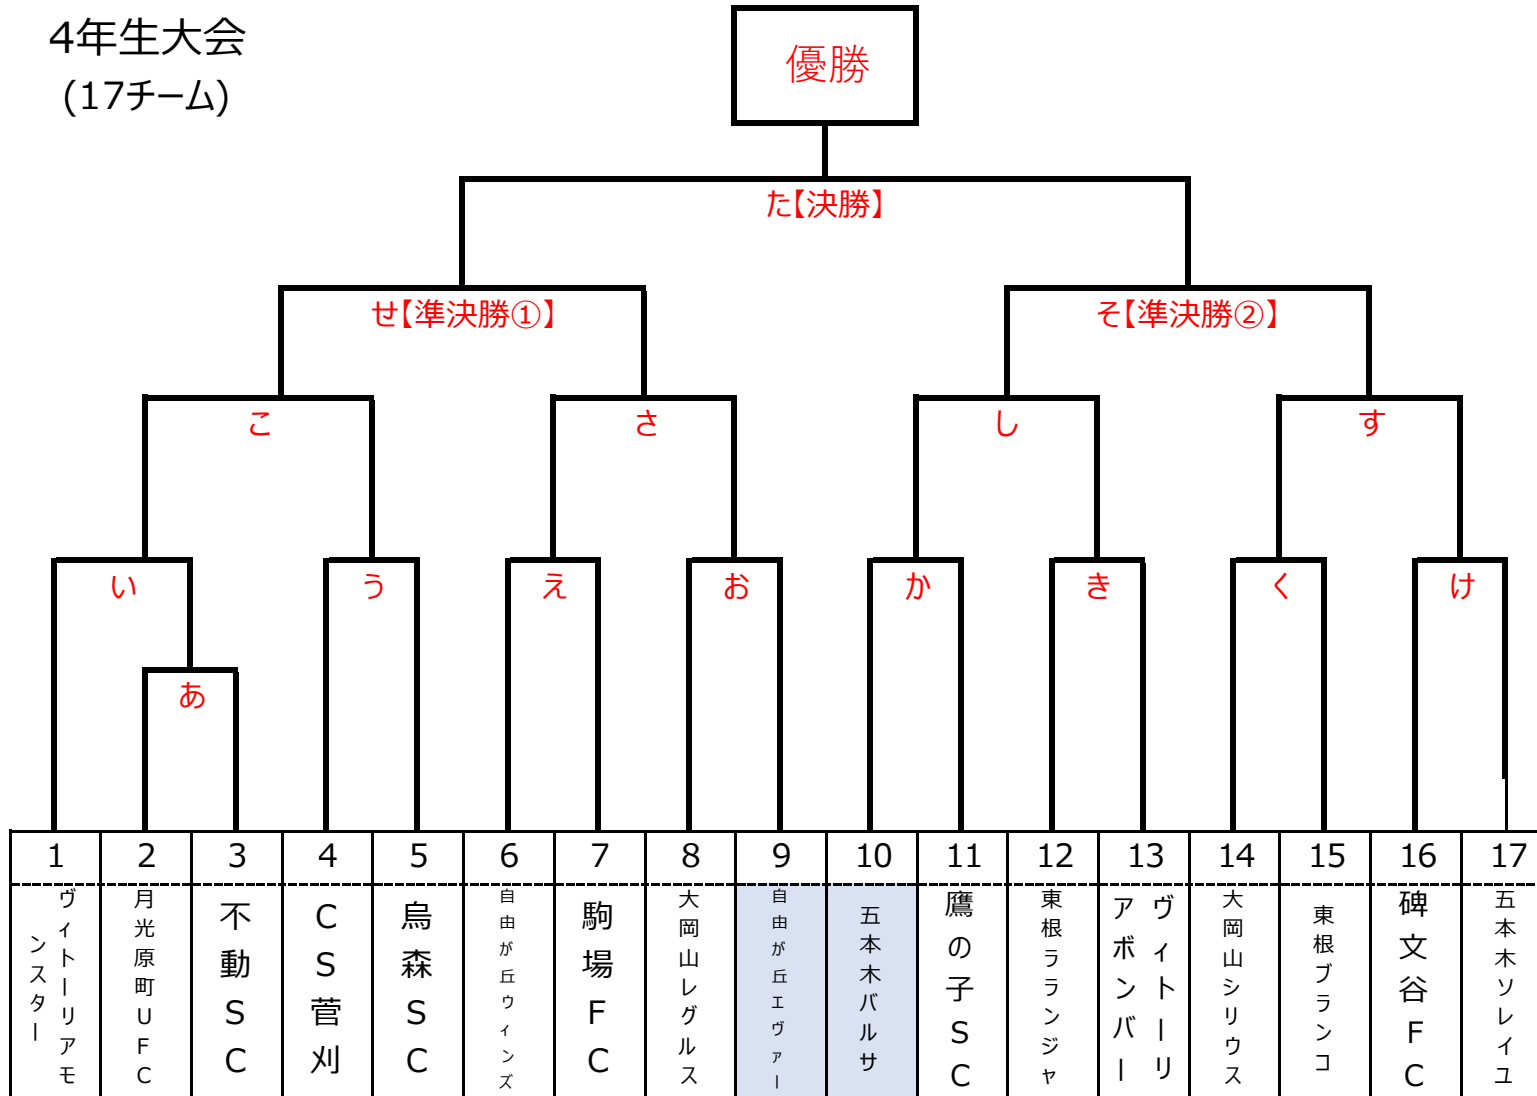 4年生大会
(17チーム)
優勝
た【決勝】
せ【準決勝①】
そ【準決勝②】
こ
さ
し
す
い
う
え
お
か
き
く
け
あ
1
2
3
4
5
6
7
8
9
10
11
12
13
14
15
16
17
ヴィトーリアモ
ンスター
月光原町UFC
不動SC
CS菅刈
烏森SC
自由が丘ウィンズ
駒場FC
大岡山レグルス
自由が丘エヴァー
五本木バルサ
鷹の子SC
東根ラランジャ
ヴィトーリ
アボンバー
大岡山シリウス
東根ブランコ
碑文谷FC
五本木ソレイユ